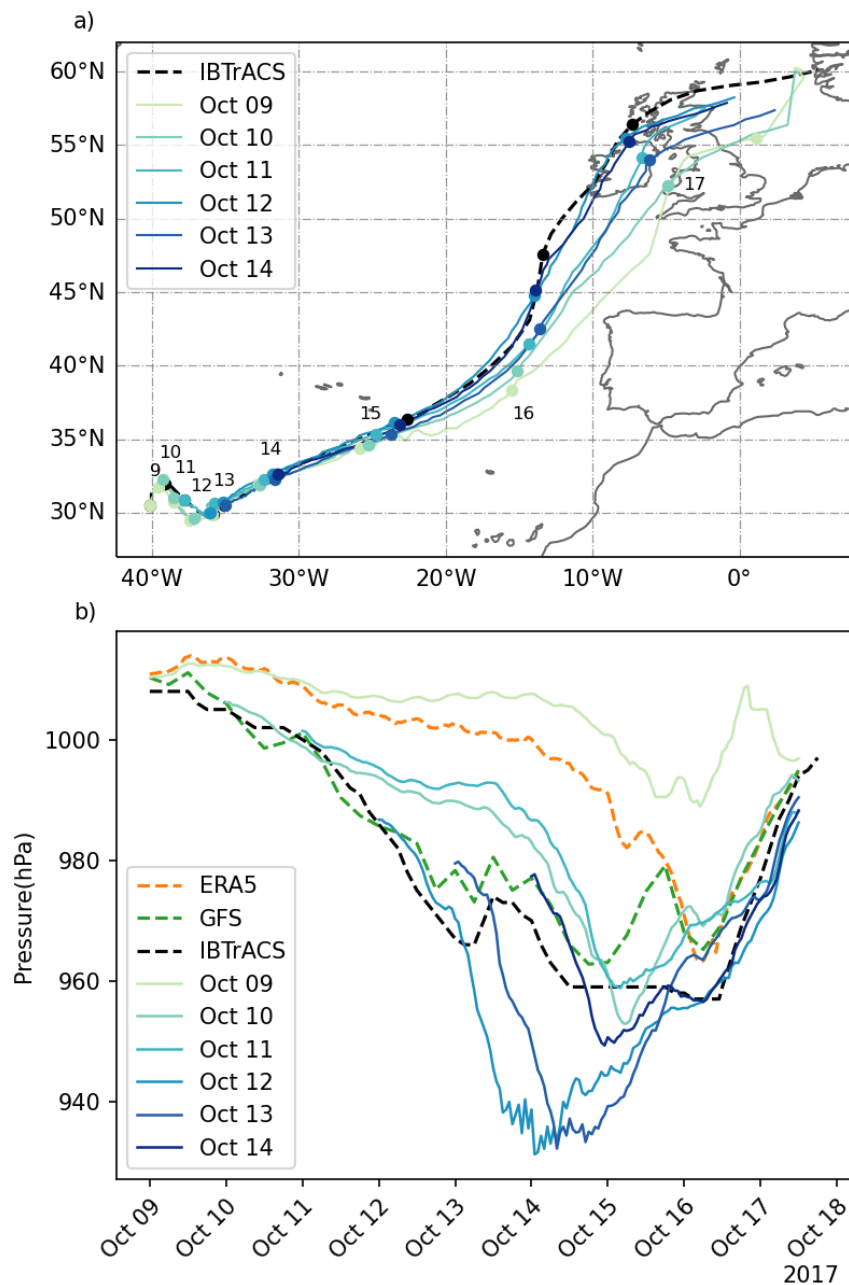 a)
60°N
55°N
50°N
45°N
40°N
35°N
30°N
IBTrACS
Oct 09
Oct 10
Oct 11
Oct 12
Oct 13
Oct 14
17
16
15
14
10
9
11
12
13
40°W
30°W
20°W
10°W
0°
b)
Pressure(hPa)
1000
980
960
940
ERA5
GFS
IBTrACS
Oct 09
Oct 10
Oct 11
Oct 12
Oct 13
Oct 14
Oct 09
Oct 10
Oct 11
Oct 12
Oct 13
Oct 14
Oct 15
Oct 16
Oct 17
Oct 18
2017